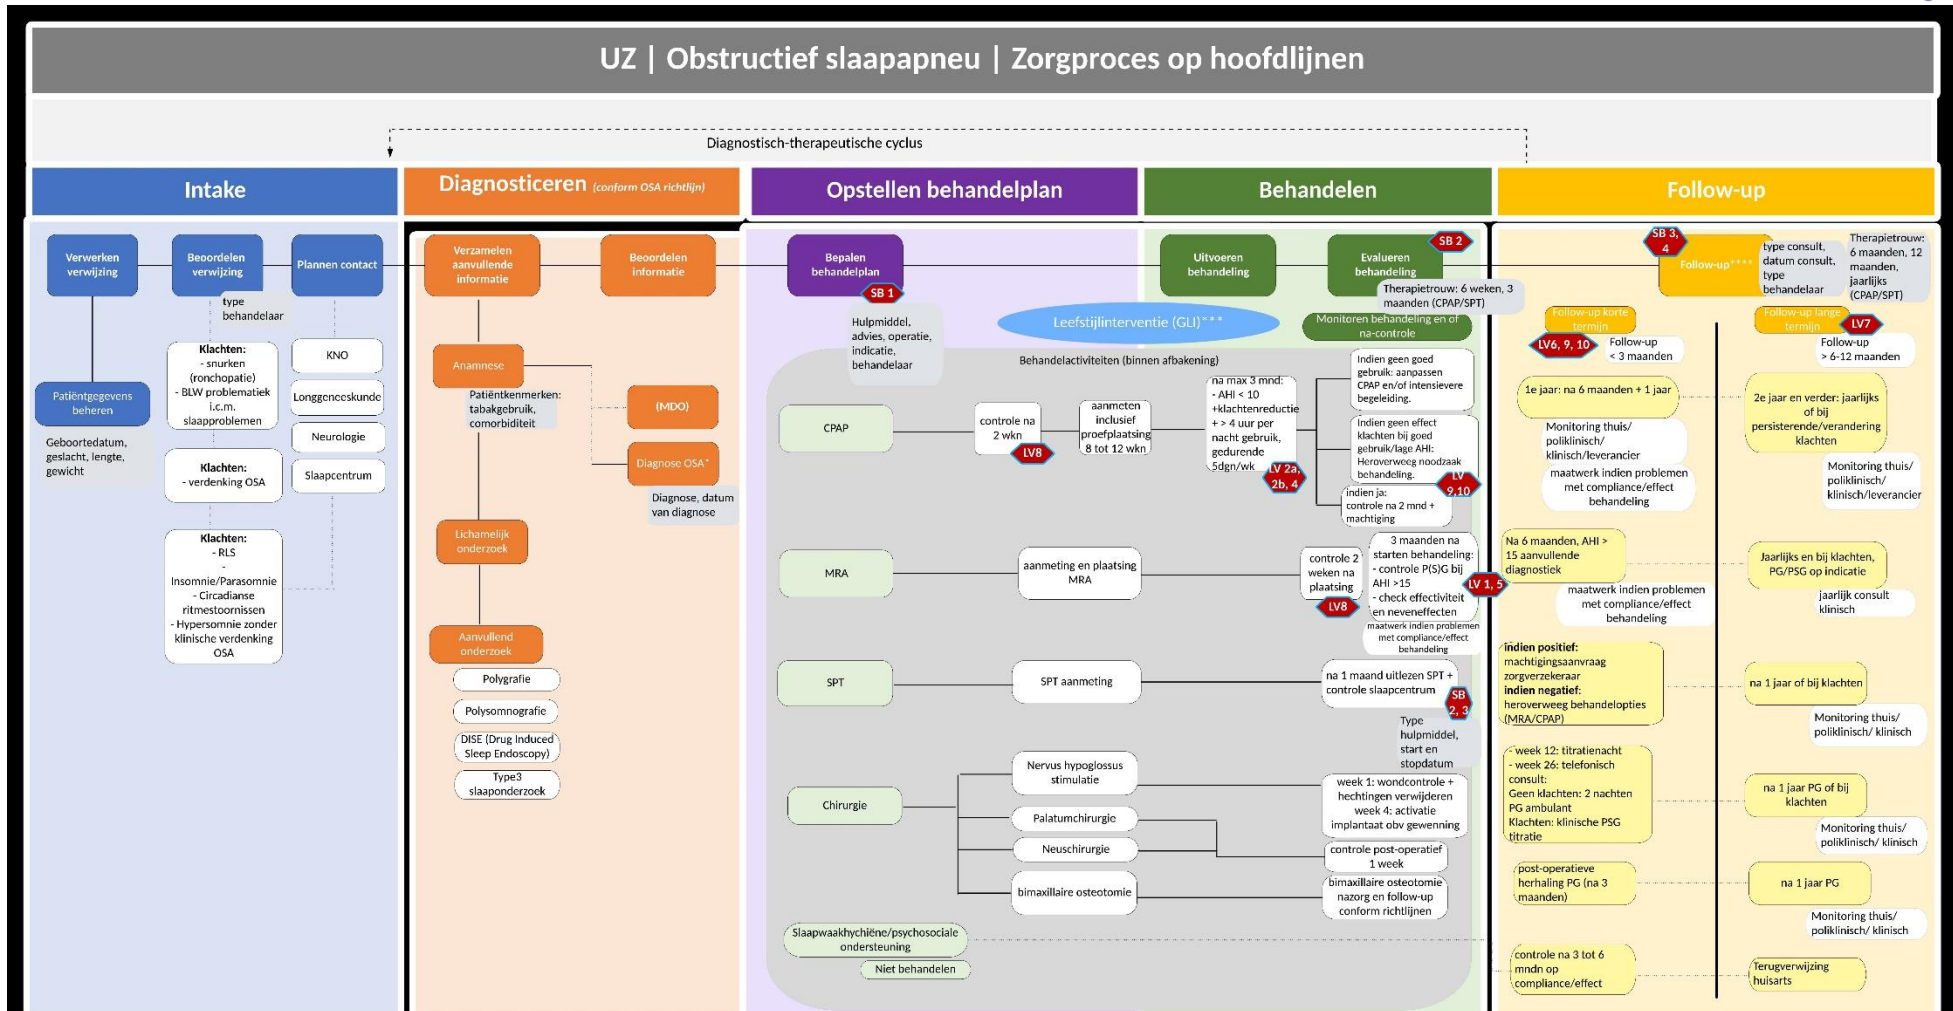 UZ | Obstructief slaapapneu | Zorgproces op hoofdlijnen
Diagnostisch-therapeutische cyclus
Intake
Diagnosticeren (conform OSA richtlijn)
Opstellen behandelplan
Behandelen
Follow-up
Verwerken
verwijzing
Beoordelen
verwijzing
Plannen contact
type
behandelaar
Patiëntgegevens
beheren
Geboortedatum,
geslacht, lengte,
gewicht
Klachten:
- snurken
(ronchopatie)
- BLW problematiek
i.c.m.
slaapproblemen
Klachten:
- verdenking OSA
Klachten:
- RLS
-
Insomnie/Parasomnie
- Circadianse
ritmestoornissen
- Hypersomnie zonder
klinische verdenking
OSA
KNO
Longgeneeskunde
Neurologie
Slaapcentrum
Verzamelen
aanvullende
informatie
Beoordelen
informatie
Anamnese
Patiëntkenmerken:
tabakgebruik,
comorbiditeit
(MDO)
Diagnose OSA*
Diagnose, datum
van diagnose
Lichamelijk
onderzoek
Aanvullend
onderzoek
Polygrafie
Polysomnografie
DISE (Drug Induced
Sleep Endoscopy)
Type3
slaaponderzoek
Bepalen
behandelplan
SB 1
Hulpmiddel,
advies, operatie,
indicatie,
behandelaar
Uitvoeren
behandeling
Evalueren
behandeling
SB 2
Therapietrouw: 6 weken, 3
maanden (CPAP/SPT)
Leefstijlinterventie (GLI)***
Monitoren behandeling en of
na-controle
Behandelactiviteiten (binnen afbakening)
CPAP
controle na
2 wkn
LV8
aanmeten
inclusief
proefplaatsing
8 tot 12 wkn
na max 3 mnd:
- AHI < 10
+klachtenreductie
+ > 4 uur per
nacht gebruik,
gedurende
5dgn/wk
LV 2a,
2b, 4
Indien geen goed
gebruik: aanpassen
CPAP en/of intensievere
begeleiding.
Indien geen effect
klachten bij goed
gebruik/lage AHI:
Heroverweeg noodzaak
behandeling.
LV
9,10
indien ja:
controle na 2 mnd +
machtiging
MRA
aanmeting en plaatsing
MRA
controle 2
weken na
plaatsing
LV8
3 maanden na
starten behandeling:
- controle P(S)G bij
AHI >15
- check effectiviteit
en neveneffecten
LV 1, 5
maatwerk indien problemen
met compliance/effect
behandeling
SPT
SPT aanmeting
na 1 maand uitlezen SPT +
controle slaapcentrum
SB
2, 3
Type
hulpmiddel,
start en
stopdatum
Chirurgie
Nervus hypoglossus
stimulatie
week 1: wondcontrole +
hechtingen verwijderen
week 4: activatie
implantaat obv gewenning
Palatumchirurgie
Neuschirurgie
controle post-operatief
1 week
bimaxillaire osteotomie
bimaxillaire osteotomie
nazorg en follow-up
conform richtlijnen
Slaapwaakhychiëne/psychosociale
ondersteuning
Niet behandelen
SB 3,
4
Follow-up****
type consult,
datum consult,
type
behandelaar
Therapietrouw:
6 maanden, 12
maanden,
jaarlijks
(CPAP/SPT)
Follow-up korte
termijn
LV6, 9, 10
Follow-up
< 3 maanden
Follow-up lange
termijn
LV7
Follow-up
> 6-12 maanden
1e jaar: na 6 maanden + 1 jaar
Monitoring thuis/
poliklinisch/
klinisch/leverancier
maatwerk indien problemen
met compliance/effect
behandeling
2e jaar en verder: jaarlijks
of bij
persisterende/verandering
klachten
Monitoring thuis/
poliklinisch/
klinisch/leverancier
Na 6 maanden, AHI >
15 aanvullende
diagnostiek
maatwerk indien problemen
met compliance/effect
behandeling
Jaarlijks en bij klachten,
PG/PSG op indicatie
jaarlijk consult
klinisch
indien positief:
machtigingsaanvraag
zorgverzekeraar
indien negatief:
heroverweeg behandelopties
(MRA/CPAP)
na 1 jaar of bij klachten
Monitoring thuis/
poliklinisch/ klinisch
- week 12: titratienacht
- week 26: telefonisch
consult:
Geen klachten: 2 nachten
PG ambulant
Klachten: klinische PSG
titratie
na 1 jaar PG of bij
klachten
Monitoring thuis/
poliklinisch/ klinisch
post-operatieve
herhaling PG (na 3
maanden)
na 1 jaar PG
Monitoring thuis/
poliklinisch/ klinisch
controle na 3 tot 6
mndn op
compliance/effect
Terugverwijzing
huisarts